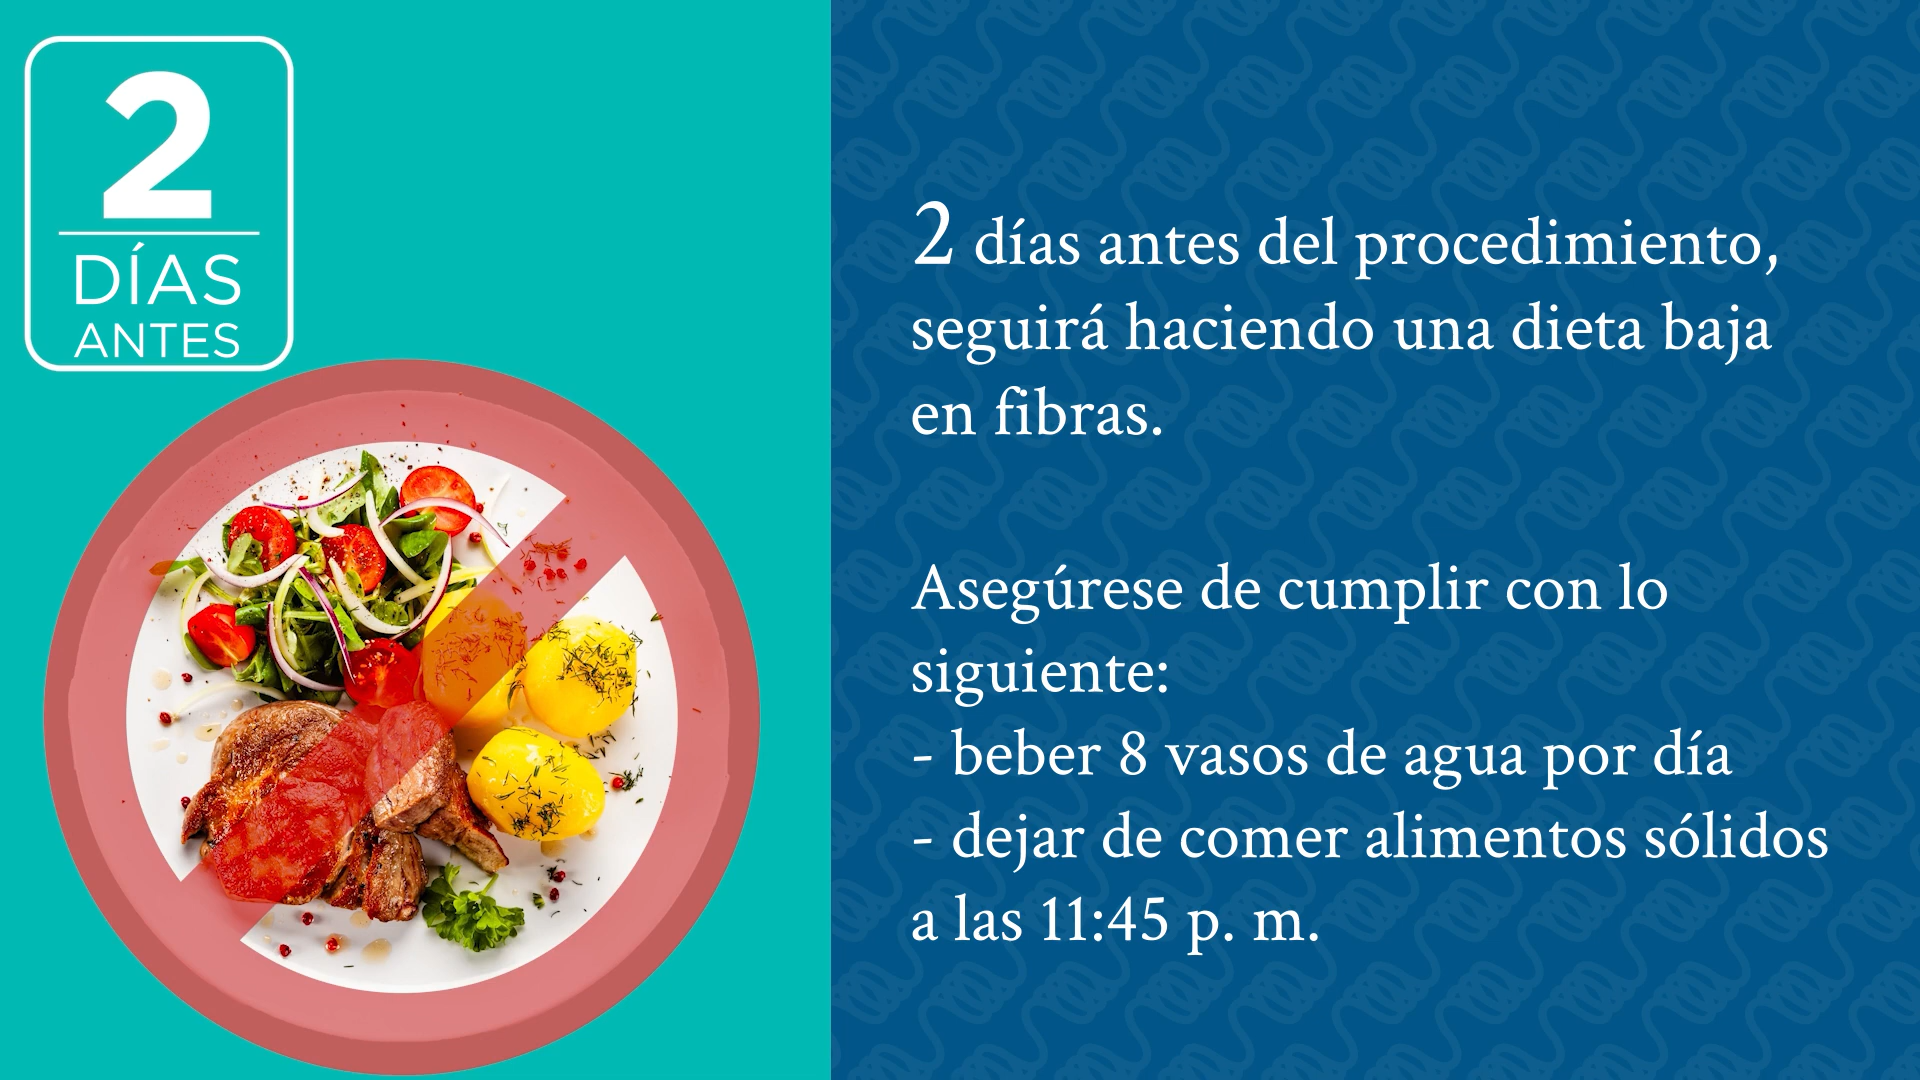 2
DÍAS
ANTES
2 días antes del procedimiento,
seguirá haciendo una dieta baja
en fibras.
Asegúrese de cumplir con lo
siguiente:
- beber 8 vasos de agua por día
- dejar de comer alimentos sólidos
a las 11:45 p. m.